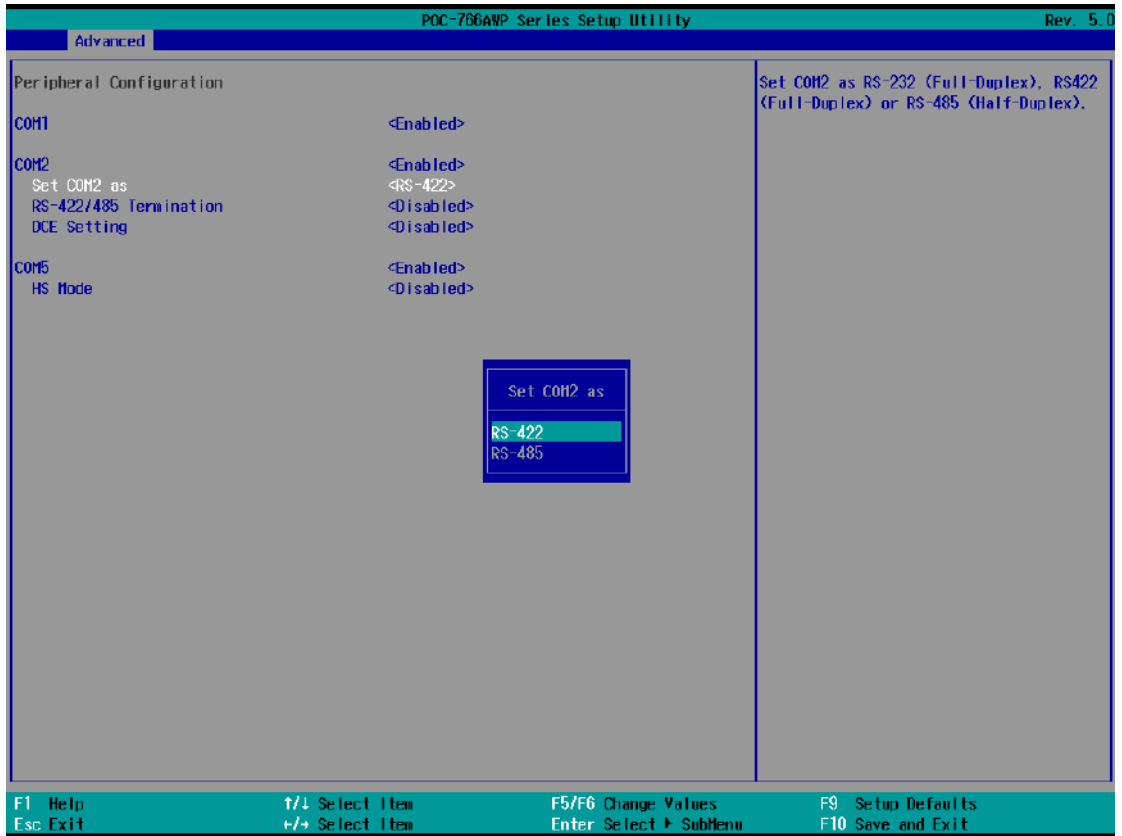 POC-766AWP Series Setup Utility Rev. 5.0
Advanced
Peripheral Configuration
COM1 <Enabled>
COM2 <Enabled>
Set COM2 as <RS-422>
RS-422/485 Termination <Disabled>
DCE Setting <Disabled>
COM5 <Enabled>
HS Mode <Disabled>
Set COM2 as RS-232 (Full-Duplex), RS422
(Full-Duplex) or RS-485 (Half-Duplex).
Set COM2 as
RS-422
RS-485
F1 Help ↑/↓ Select Item F5/F6 Change Values F9 Setup Defaults
Esc Exit ←/→ Select Item Enter Select ▶ SubMenu F10 Save and Exit